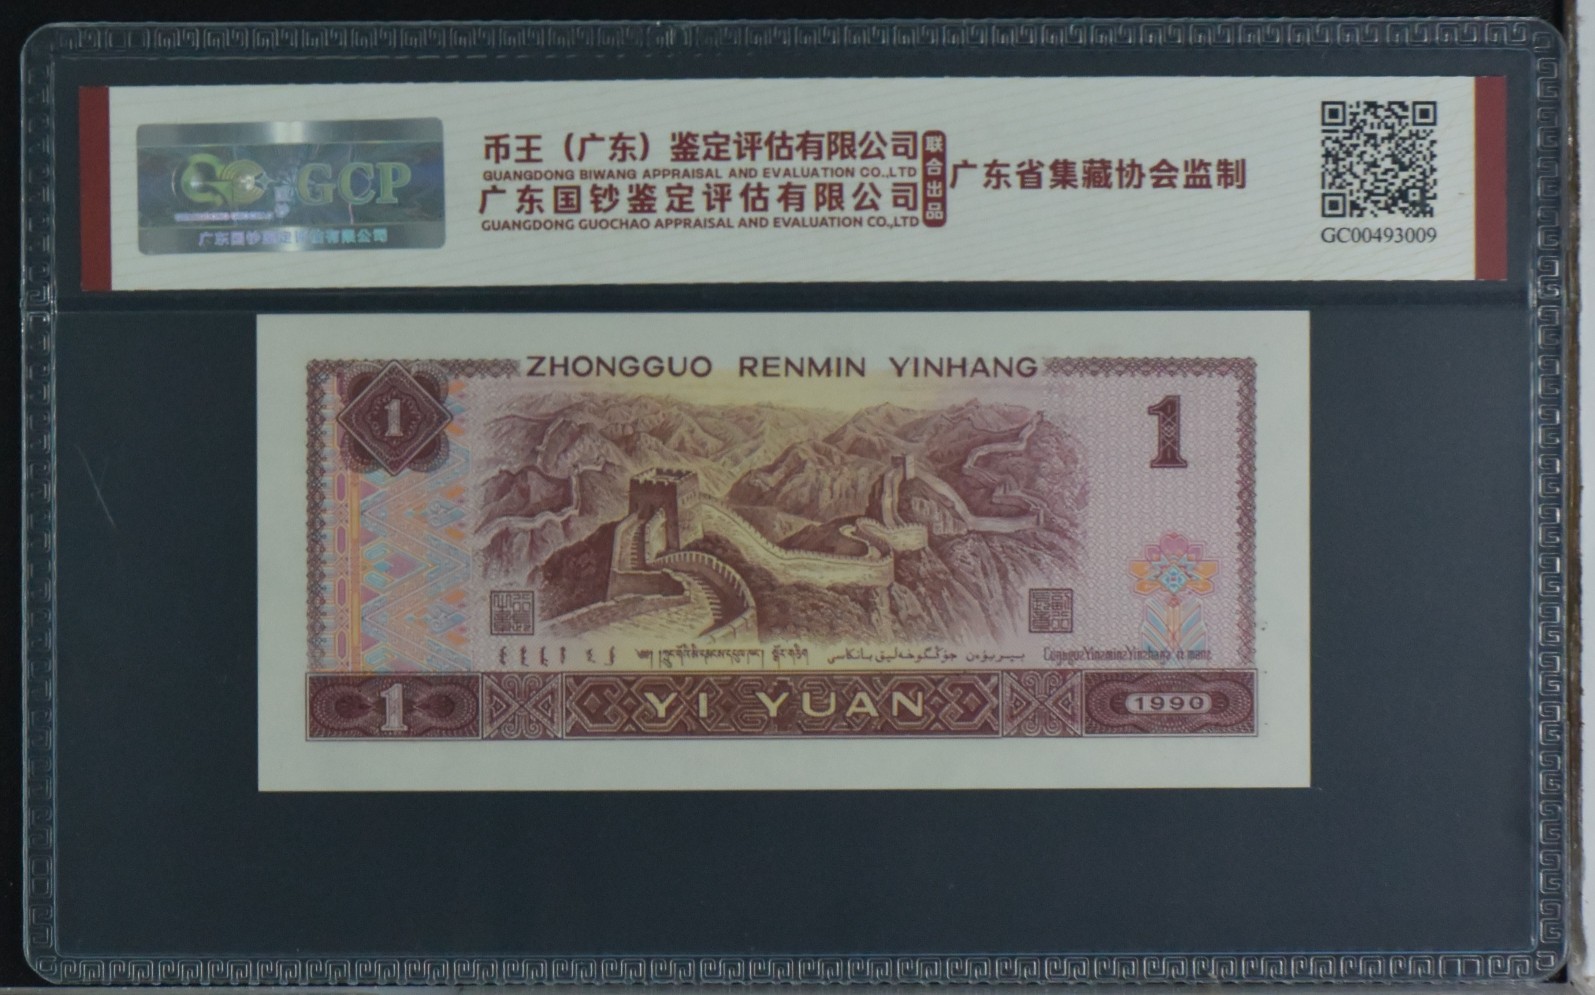 GCP
广东国钞鉴定评估有限公司
币王（广东）鉴定评估有限公司
GUANGDONG BIWANG APPRAISAL AND EVALUATION CO.,LTD
广东国钞鉴定评估有限公司
GUANGDONG GUOCHAO APPRAISAL AND EVALUATION CO.,LTD
联合出品
广东省集藏协会监制
GC00493009
ZHONGGUO RENMIN YINHANG
1
1
1
YI YUAN
1990